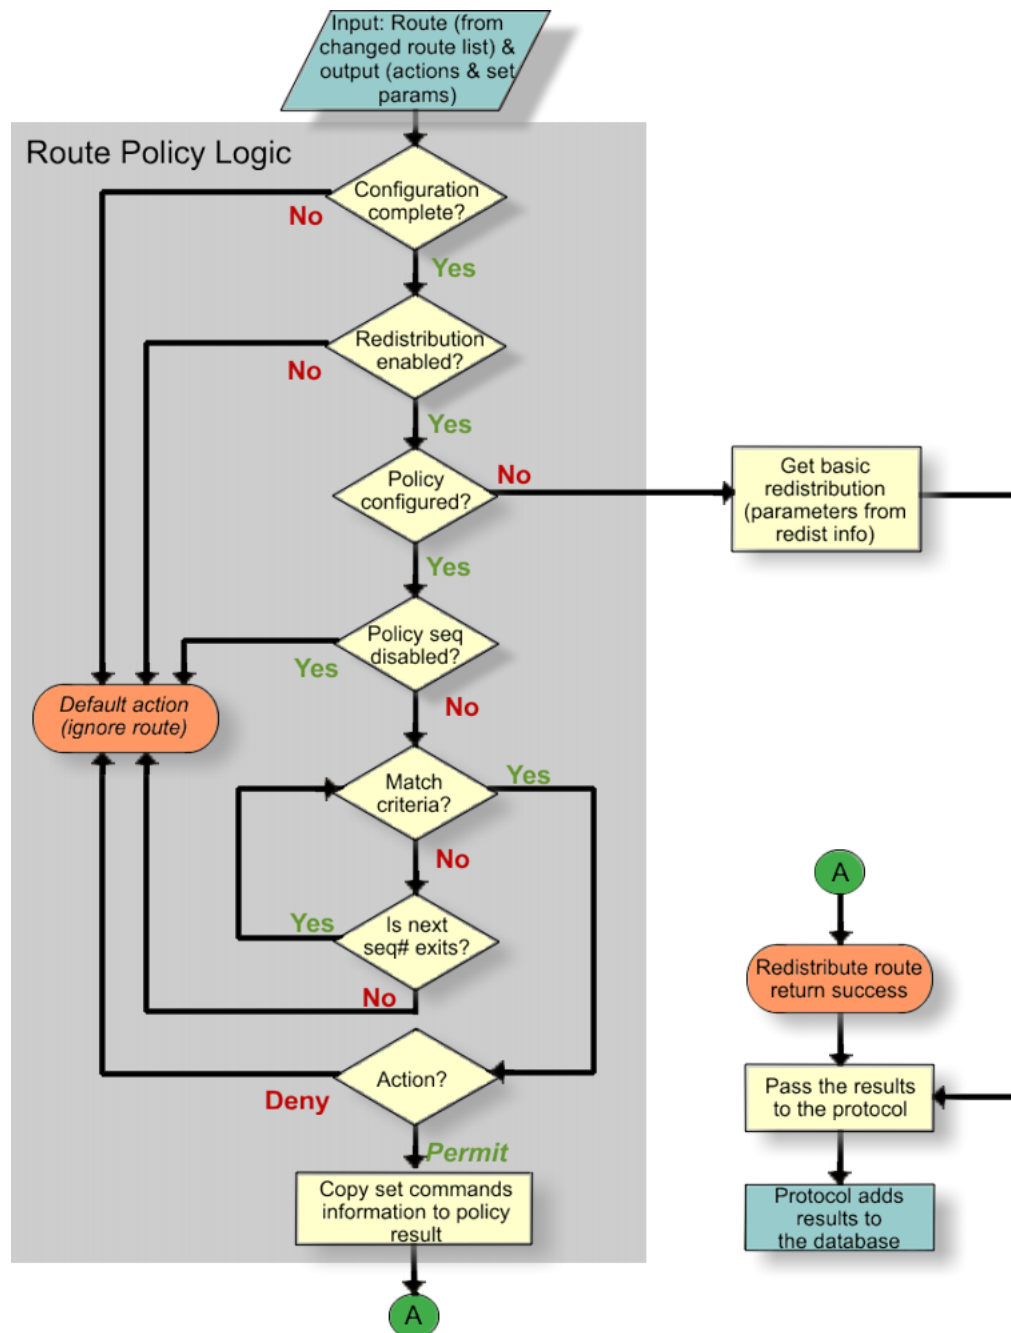 Input: Route (from
changed route list) &
output (actions & set
params)
Route Policy Logic
Configuration
complete?
No
Yes
Redistribution
enabled?
No
Yes
Policy
configured?
No
Get basic
redistribution
(parameters from
redist info)
Yes
Policy seq
disabled?
Yes
No
Default action
(ignore route)
Match
criteria?
Yes
No
Is next
seq# exits?
Yes
No
Action?
Deny
Permit
Copy set commands
information to policy
result
A
A
Redistribute route
return success
Pass the results
to the protocol
Protocol adds
results to
the database